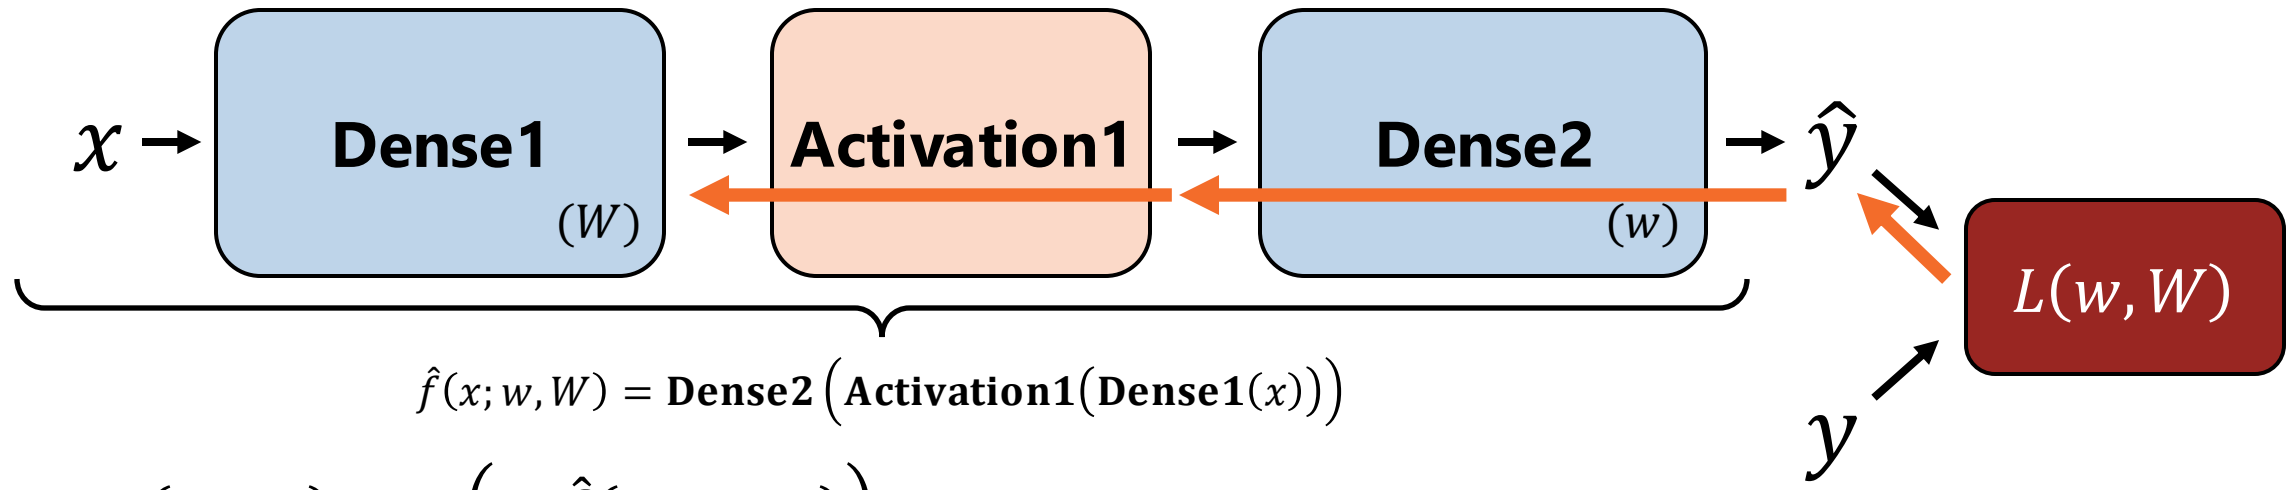 x Dense1 Activation1 Dense2 ŷ
(W) (w)
L(w, W)
f̂(x; w, W) = Dense2(Activation1(Dense1(x)))
y